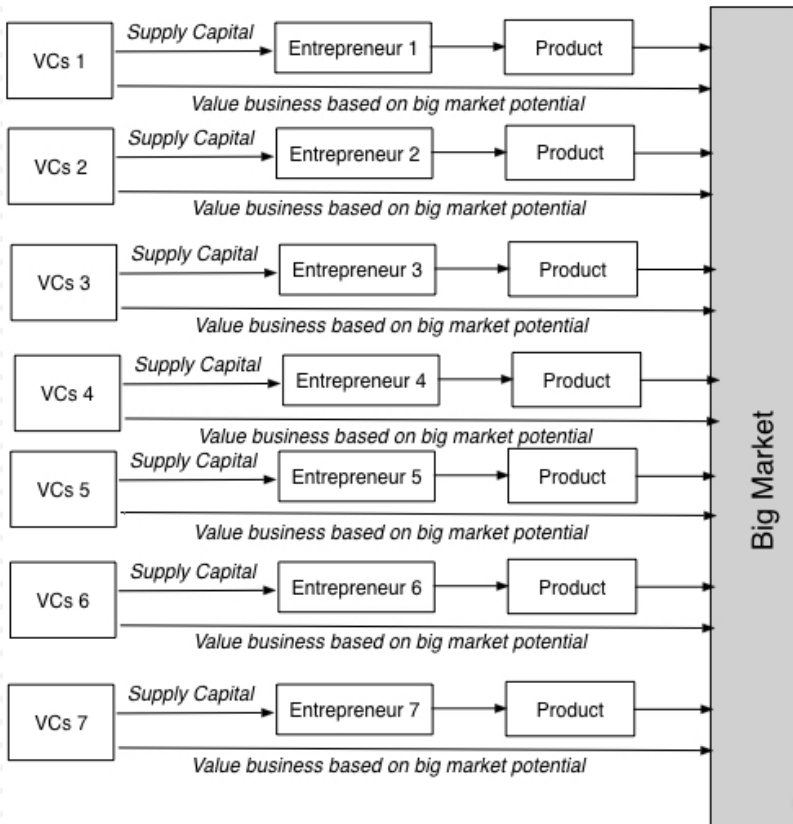 Supply Capital
VCs 1
Entrepreneur 1
Product
Value business based on big market potential
Supply Capital
VCs 2
Entrepreneur 2
Product
Value business based on big market potential
Supply Capital
VCs 3
Entrepreneur 3
Product
Value business based on big market potential
Supply Capital
VCs 4
Entrepreneur 4
Product
Value business based on big market potential
Supply Capital
VCs 5
Entrepreneur 5
Product
Value business based on big market potential
Supply Capital
VCs 6
Entrepreneur 6
Product
Value business based on big market potential
Supply Capital
VCs 7
Entrepreneur 7
Product
Value business based on big market potential
Big Market